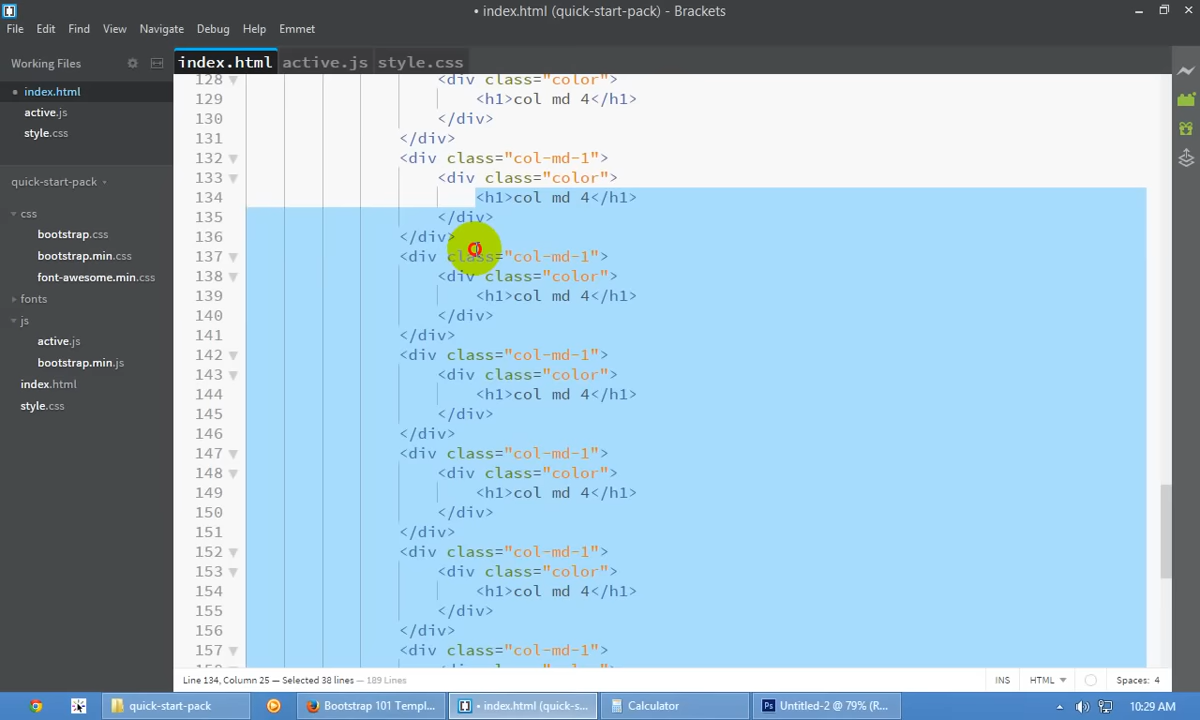 • index.html (quick-start-pack) - Brackets
File Edit Find View Navigate Debug Help Emmet
Working Files
index.html active.js style.css
• index.html
active.js
style.css
quick-start-pack
css
bootstrap.css
bootstrap.min.css
font-awesome.min.css
fonts
js
active.js
bootstrap.min.js
index.html
style.css
128 <div class="color">
129 <h1>col md 4</h1>
130 </div>
131 </div>
132 <div class="col-md-1">
133 <div class="color">
134 <h1>col md 4</h1>
135 </div>
136 </div>
137 <div class="col-md-1">
138 <div class="color">
139 <h1>col md 4</h1>
140 </div>
141 </div>
142 <div class="col-md-1">
143 <div class="color">
144 <h1>col md 4</h1>
145 </div>
146 </div>
147 <div class="col-md-1">
148 <div class="color">
149 <h1>col md 4</h1>
150 </div>
151 </div>
152 <div class="col-md-1">
153 <div class="color">
154 <h1>col md 4</h1>
155 </div>
156 </div>
157 <div class="col-md-1">
Line 134, Column 25 — Selected 38 lines — 189 Lines
INS HTML Spaces: 4
quick-start-pack
Bootstrap 101 Templ...
• index.html (quick-s...
Calculator
Untitled-2 @ 79% (R...
10:29 AM